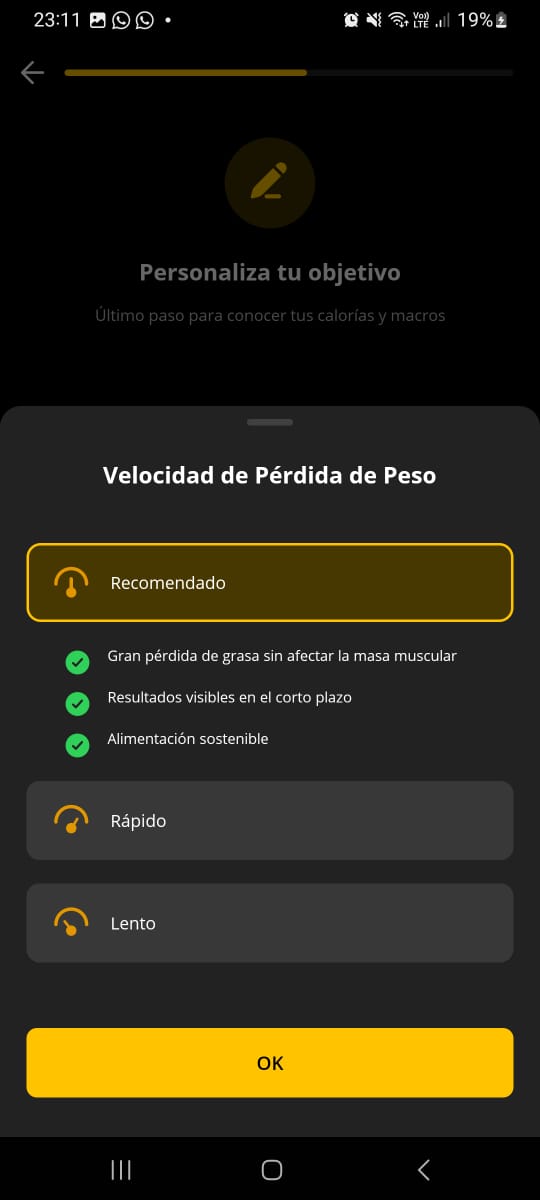 23:11
Vo))
LTE
19%
Personaliza tu objetivo
Último paso para conocer tus calorías y macros
Velocidad de Pérdida de Peso
Recomendado
Gran pérdida de grasa sin afectar la masa muscular
Resultados visibles en el corto plazo
Alimentación sostenible
Rápido
Lento
OK